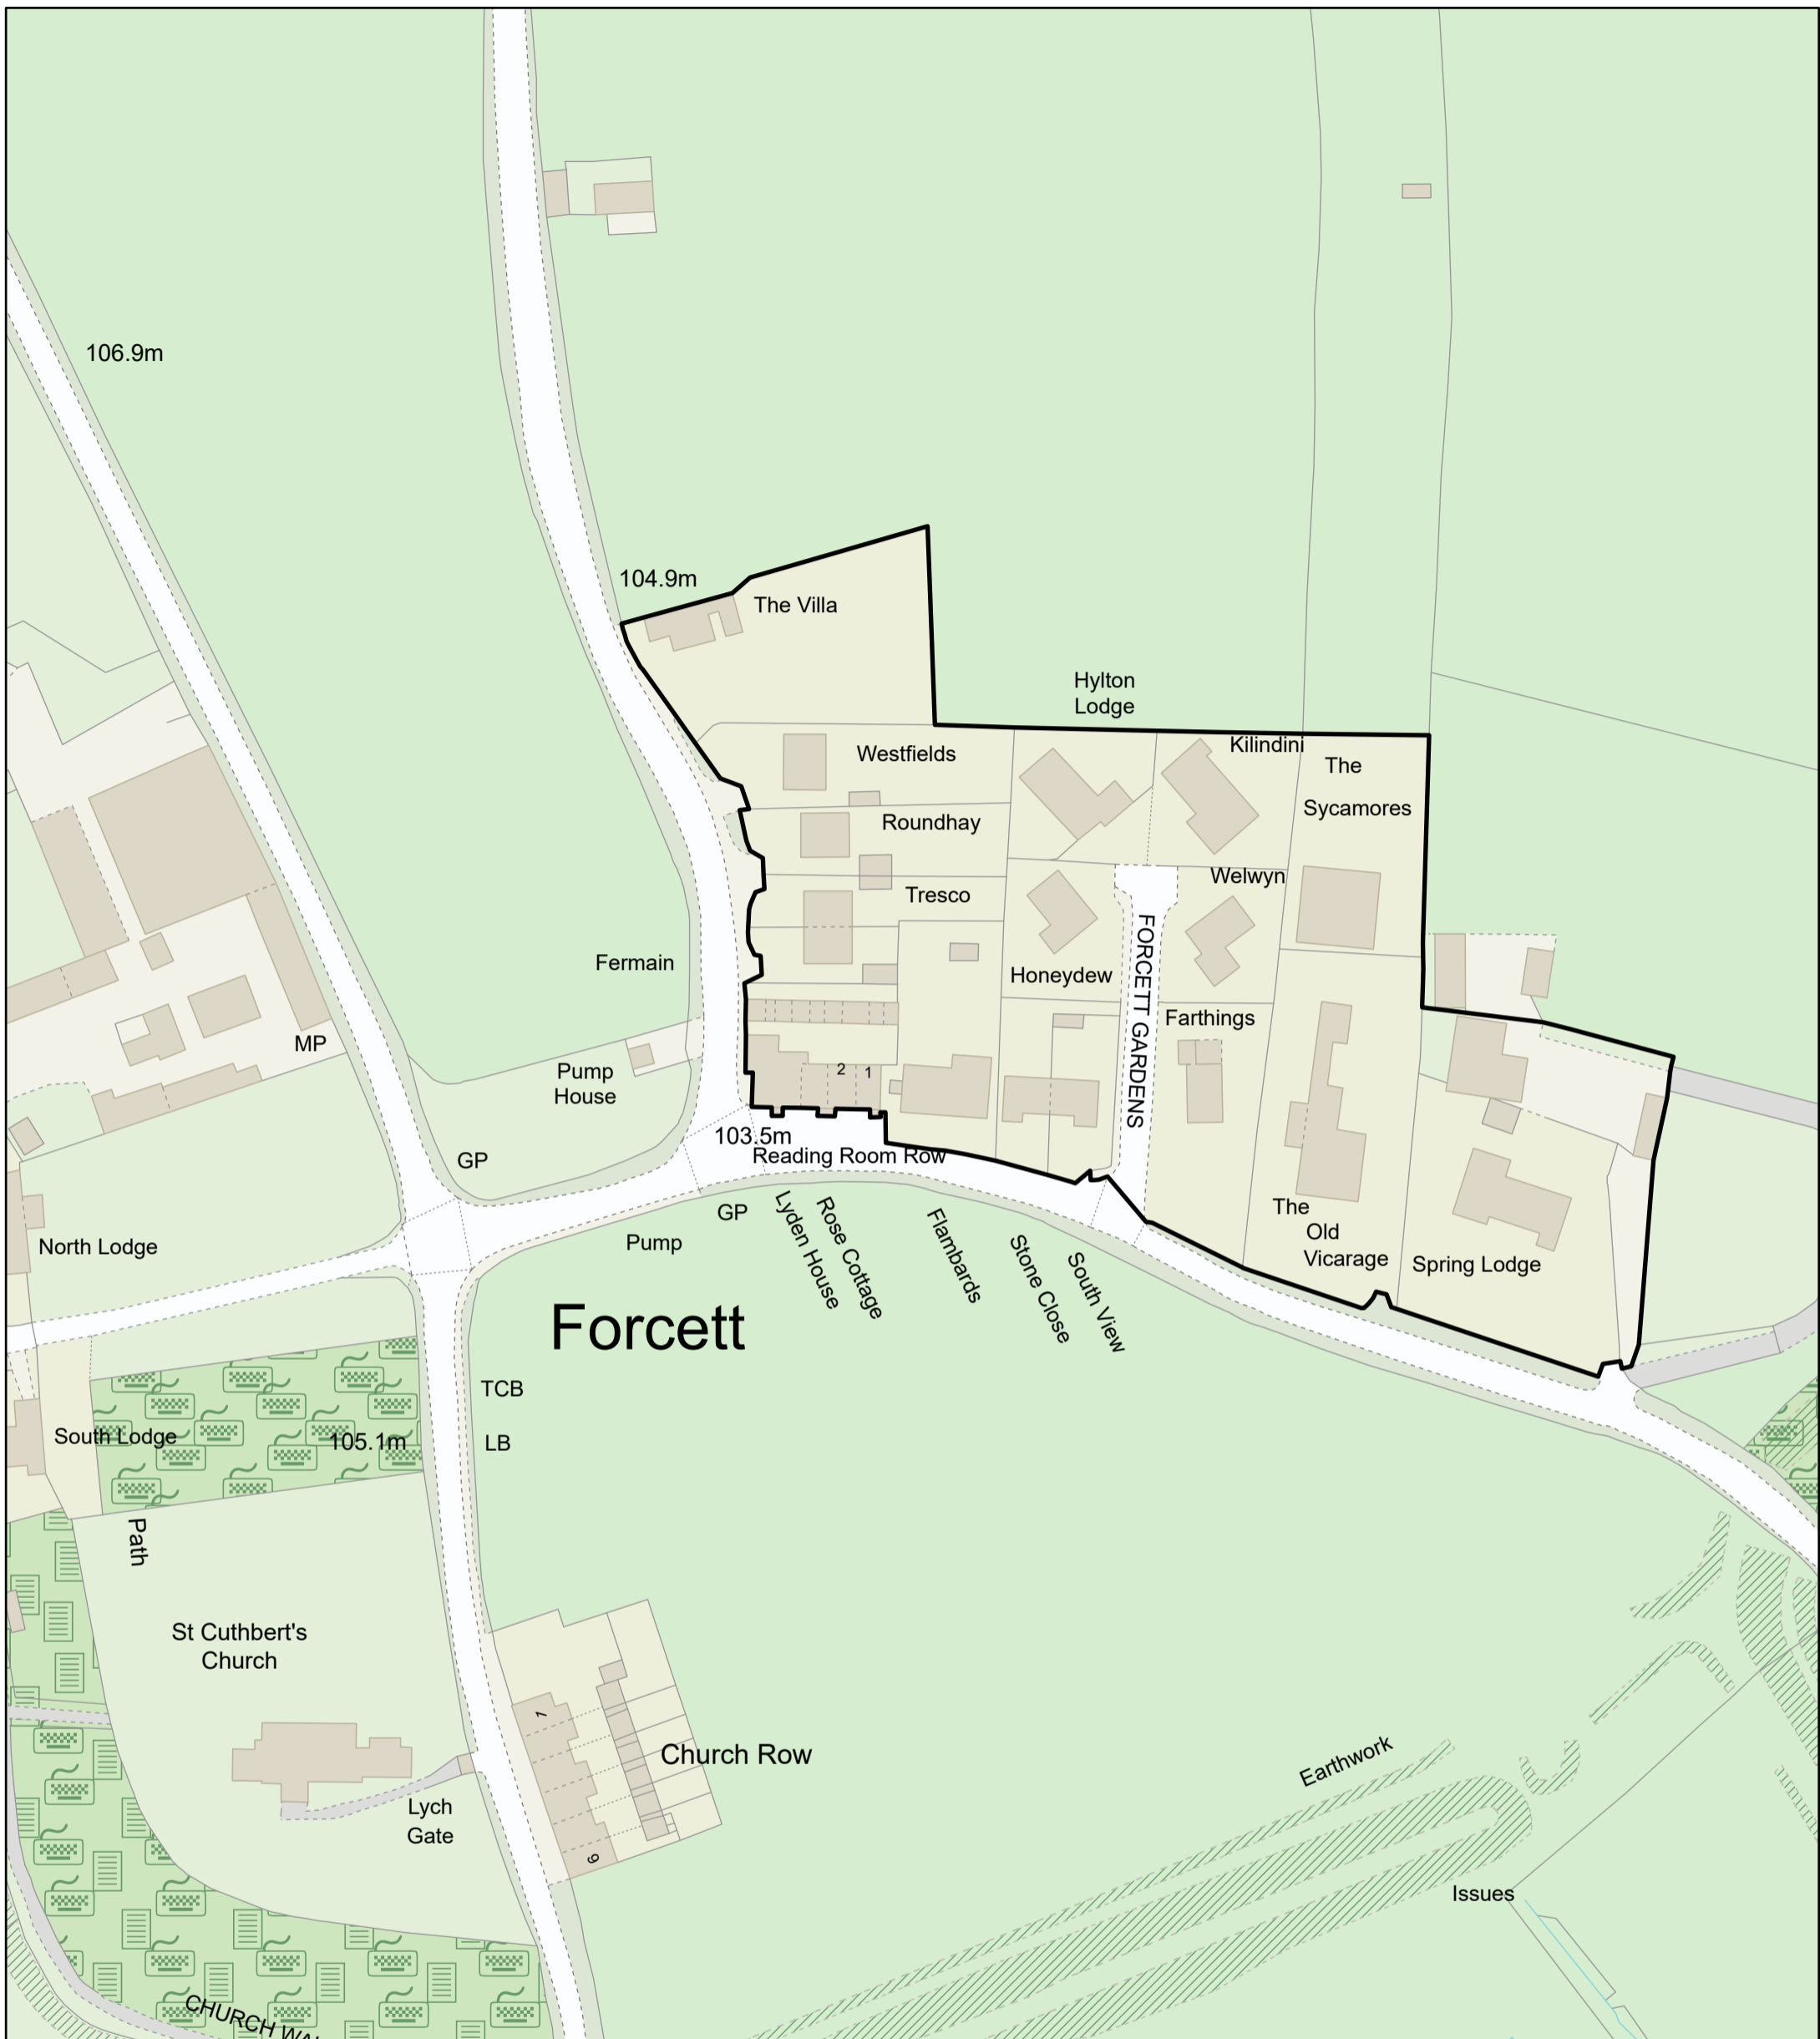 106.9m
104.9m
The Villa
Hylton
Lodge
Westfields
Kilindini
The
Sycamores
Roundhay
Welwyn
Tresco
FORCETT GARDENS
Fermain
Honeydew
Farthings
MP
Pump
House
2
1
103.5m
Reading Room Row
GP
GP
Pump
Lyden House
Rose Cottage
Flambards
Stone Close
South View
The
Old
Vicarage
Spring Lodge
North Lodge
Forcett
TCB
LB
South Lodge
105.1m
Path
St Cuthbert's
Church
7
Church Row
Lych
Gate
6
Earthwork
Issues
CHURCH